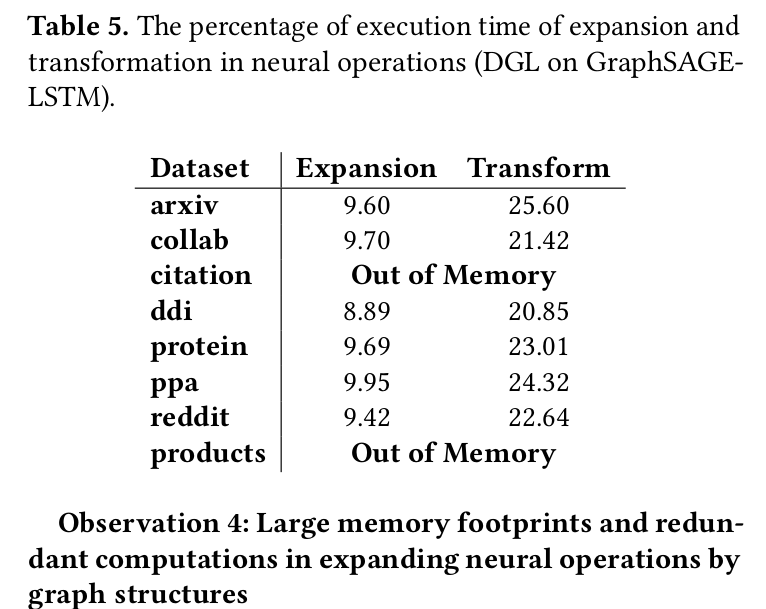 Table 5. The percentage of execution time of expansion and
transformation in neural operations (DGL on GraphSAGE-
LSTM).
Dataset Expansion Transform
arxiv 9.60 25.60
collab 9.70 21.42
citation Out of Memory
ddi 8.89 20.85
protein 9.69 23.01
ppa 9.95 24.32
reddit 9.42 22.64
products Out of Memory
Observation 4: Large memory footprints and redun-
dant computations in expanding neural operations by
graph structures